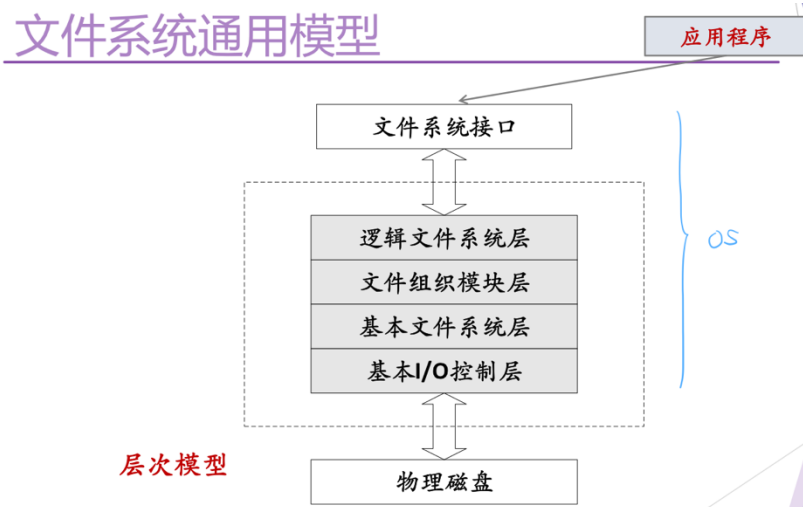 文件系统通用模型
应用程序
文件系统接口
逻辑文件系统层
文件组织模块层
基本文件系统层
基本I/O控制层
OS
层次模型
物理磁盘